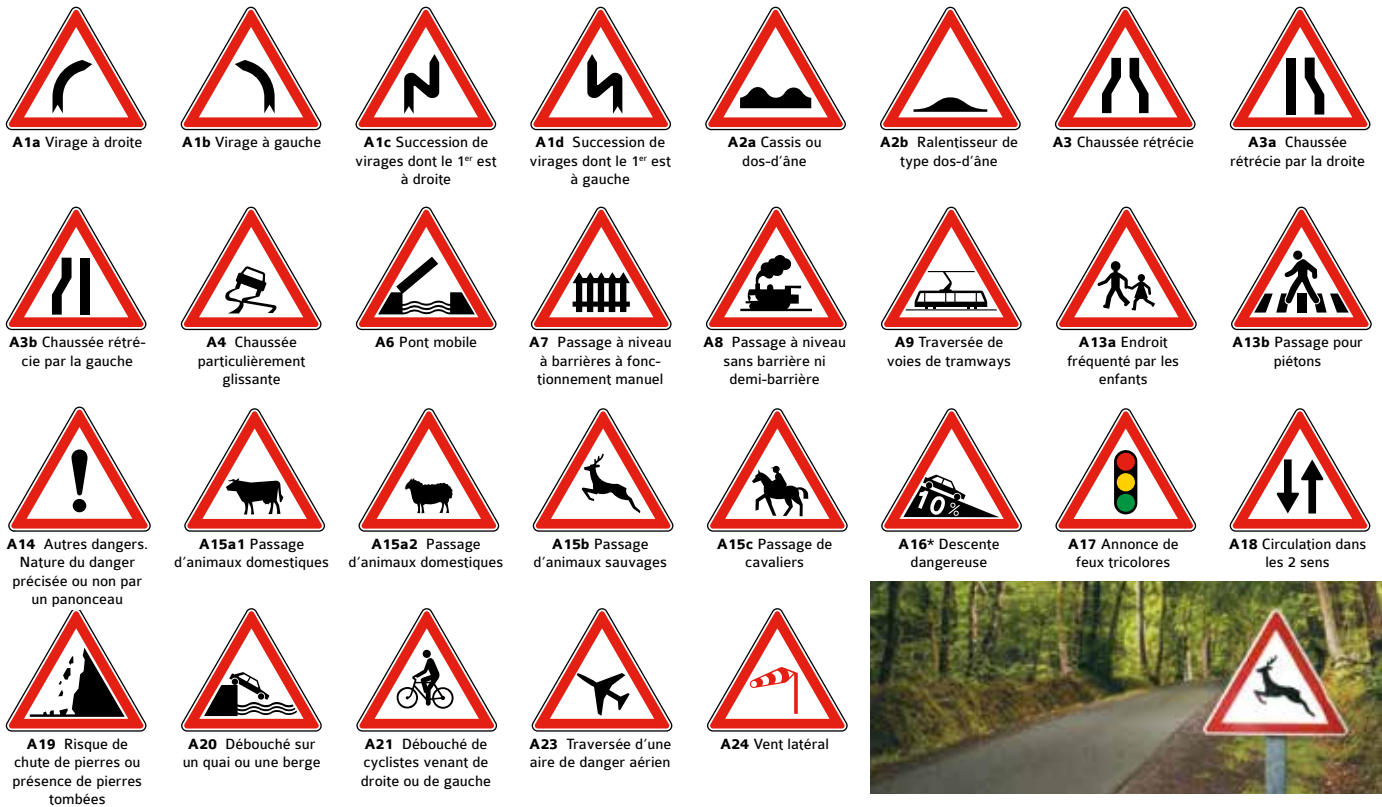 A1a Virage à droite
A1b Virage à gauche
A1c Succession de
virages dont le 1er est
à droite
A1d Succession de
virages dont le 1er est
à gauche
A2a Cassis ou
dos-d'âne
A2b Ralentisseur de
type dos-d'âne
A3 Chaussée rétrécie
A3a Chaussée
rétrécie par la droite
A3b Chaussée rétré-
cie par la gauche
A4 Chaussée
particulièrement
glissante
A6 Pont mobile
A7 Passage à niveau
à barrières à fonc-
tionnement manuel
A8 Passage à niveau
sans barrière ni
demi-barrière
A9 Traversée de
voies de tramways
A13a Endroit
fréquenté par les
enfants
A13b Passage pour
piétons
A14 Autres dangers.
Nature du danger
précisée ou non par
un panonceau
A15a1 Passage
d'animaux domestiques
A15a2 Passage
d'animaux domestiques
A15b Passage
d'animaux sauvages
A15c Passage de
cavaliers
10%
A16* Descente
dangereuse
A17 Annonce de
feux tricolores
A18 Circulation dans
les 2 sens
A19 Risque de
chute de pierres ou
présence de pierres
tombées
A20 Débouché sur
un quai ou une berge
A21 Débouché de
cyclistes venant de
droite ou de gauche
A23 Traversée d'une
aire de danger aérien
A24 Vent latéral